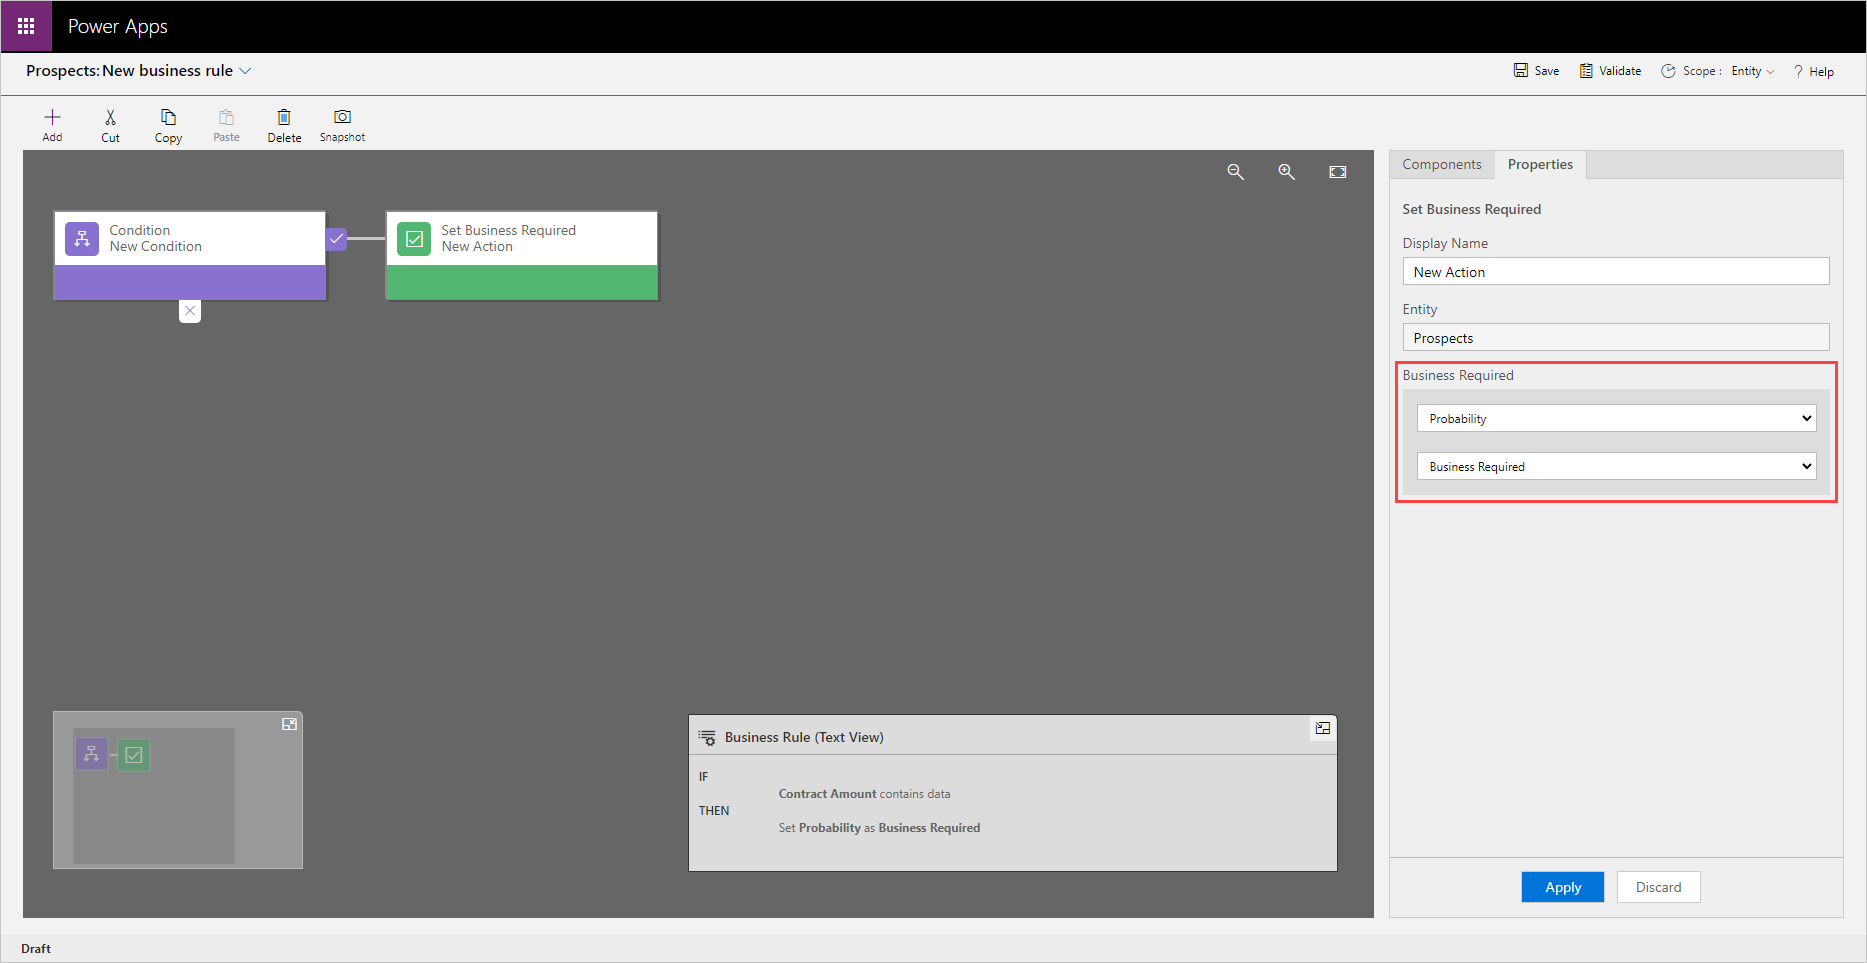 Power Apps
Prospects: New business rule
Save Validate Scope : Entity ? Help
Add Cut Copy Paste Delete Snapshot
Condition
New Condition
Set Business Required
New Action
Components Properties
Set Business Required
Display Name
New Action
Entity
Prospects
Business Required
Probability
Business Required
Business Rule (Text View)
IF
Contract Amount contains data
THEN
Set Probability as Business Required
Apply Discard
Draft